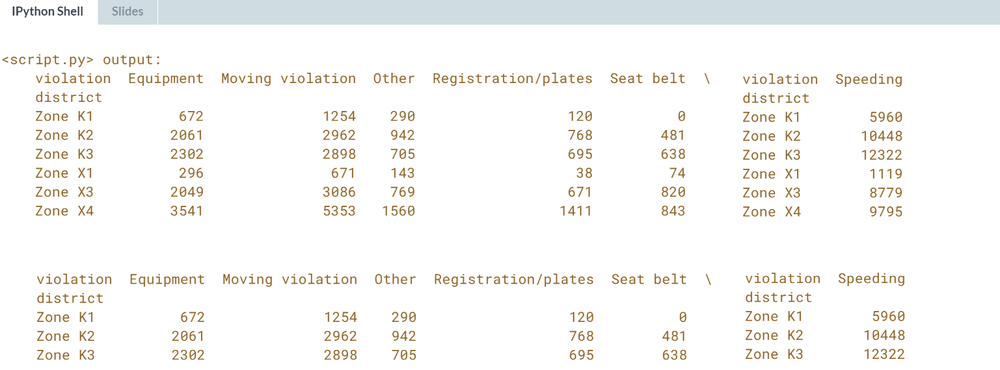 IPython Shell Slides
<script.py> output:
violation Equipment Moving violation Other Registration/plates Seat belt \ violation Speeding
district district
Zone K1 672 1254 290 120 0 Zone K1 5960
Zone K2 2061 2962 942 768 481 Zone K2 10448
Zone K3 2302 2898 705 695 638 Zone K3 12322
Zone X1 296 671 143 38 74 Zone X1 1119
Zone X3 2049 3086 769 671 820 Zone X3 8779
Zone X4 3541 5353 1560 1411 843 Zone X4 9795
violation Equipment Moving violation Other Registration/plates Seat belt \ violation Speeding
district district
Zone K1 672 1254 290 120 0 Zone K1 5960
Zone K2 2061 2962 942 768 481 Zone K2 10448
Zone K3 2302 2898 705 695 638 Zone K3 12322